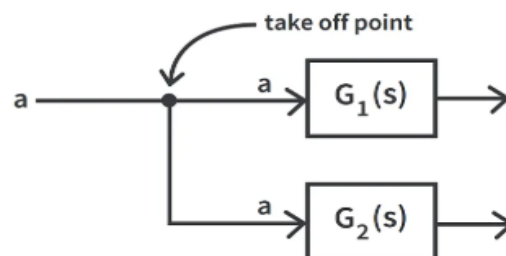 take off point
a
a
G₁(s)
a
G₂(s)